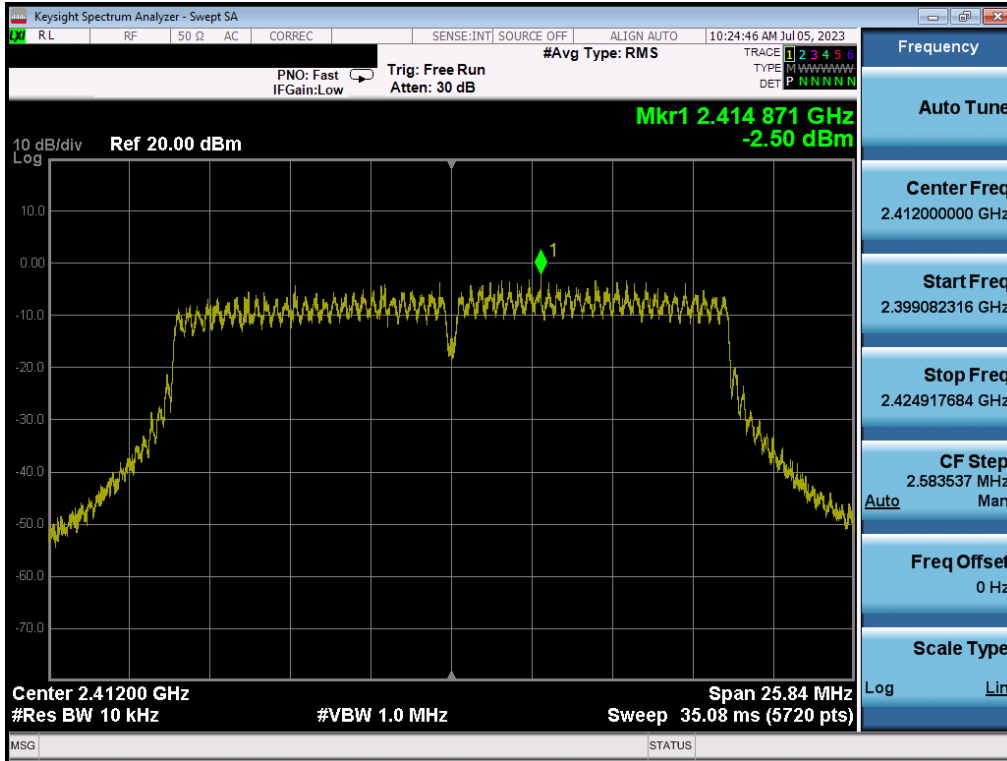 LXI Keysight Spectrum Analyzer - Swept SA
RL RF 50 Ω AC CORREC SENSE:INT SOURCE OFF ALIGN AUTO 10:24:46 AM Jul 05, 2023
#Avg Type: RMS
TRACE 1 2 3 4 5 6
TYPE M WWWWW
DET P N N N N N
PNO: Fast
IFGain:Low
Trig: Free Run
Atten: 30 dB
Mkr1 2.414 871 GHz
-2.50 dBm
10 dB/div Ref 20.00 dBm
Log
1
10.0
0.00
-10.0
-20.0
-30.0
-40.0
-50.0
-60.0
-70.0
Center 2.41200 GHz Span 25.84 MHz
#Res BW 10 kHz #VBW 1.0 MHz Sweep 35.08 ms (5720 pts)
MSG STATUS
Frequency
Auto Tune
Center Freq
2.412000000 GHz
Start Freq
2.399082316 GHz
Stop Freq
2.424917684 GHz
CF Step
2.583537 MHz
Auto Man
Freq Offset
0 Hz
Scale Type
Log Lin